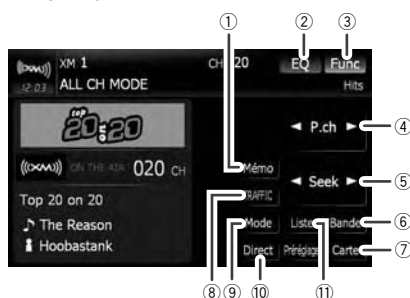 ① ② ③
((XM)) XM 1 CH 20 EQ Func
12:03 ALL CH MODE Hits
top 20 on 20
◄ P.ch ► ④
((XM)) ON THE AIR 020 CH
Mémo
◄ Seek ► ⑤
TRAFFIC
Top 20 on 20
The Reason
Mode Liste Bande ⑥
Hoobastank
Direct Préréglage Carte ⑦
⑧ ⑨ ⑩ ⑪